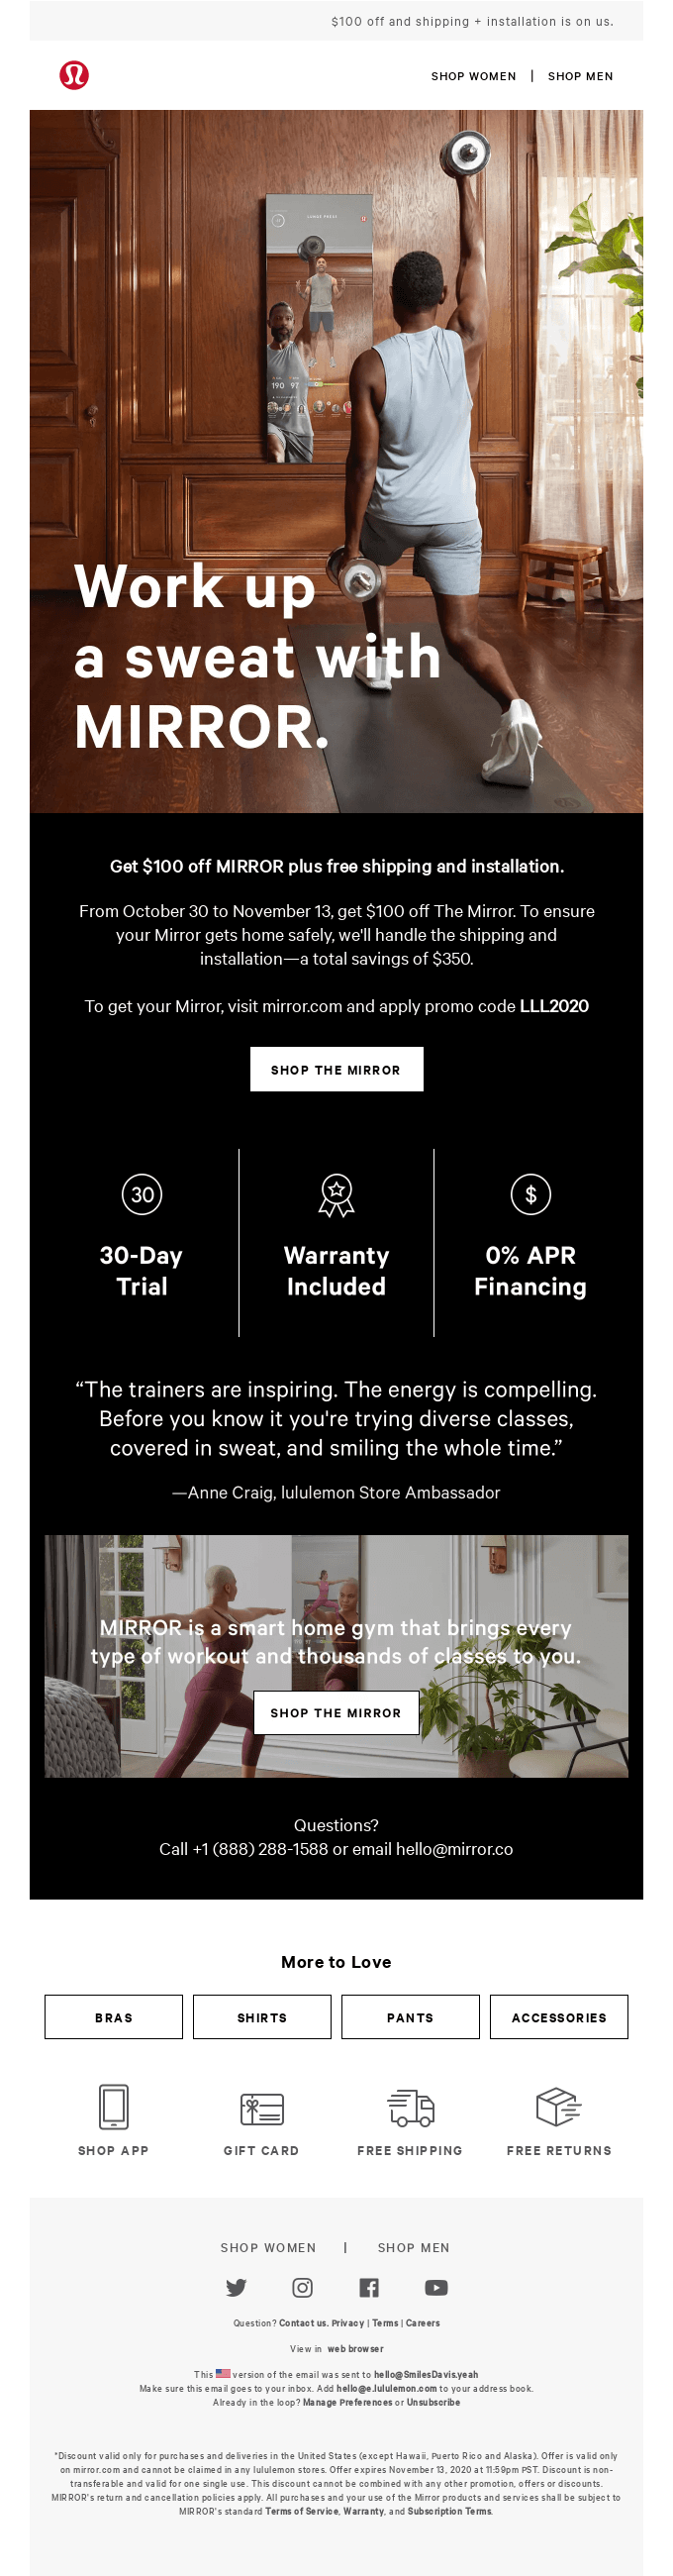 $100 off and shipping + installation is on us.
SHOP WOMEN | SHOP MEN
LUNGE PRESS
190 97
Work up
a sweat with
MIRROR.
Get $100 off MIRROR plus free shipping and installation.
From October 30 to November 13, get $100 off The Mirror. To ensure
your Mirror gets home safely, we'll handle the shipping and
installation—a total savings of $350.
To get your Mirror, visit mirror.com and apply promo code LLL2020
SHOP THE MIRROR
30
$
30-Day
Trial
Warranty
Included
0% APR
Financing
“The trainers are inspiring. The energy is compelling.
Before you know it you're trying diverse classes,
covered in sweat, and smiling the whole time.”
—Anne Craig, lululemon Store Ambassador
MIRROR is a smart home gym that brings every
type of workout and thousands of classes to you.
SHOP THE MIRROR
Questions?
Call +1 (888) 288-1588 or email hello@mirror.co
More to Love
BRAS SHIRTS PANTS ACCESSORIES
SHOP APP GIFT CARD FREE SHIPPING FREE RETURNS
SHOP WOMEN | SHOP MEN
Question? Contact us. Privacy | Terms | Careers
View in web browser
This version of the email was sent to hello@SmilesDavis.yeah
Make sure this email goes to your inbox. Add hello@e.lululemon.com to your address book.
Already in the loop? Manage Preferences or Unsubscribe
*Discount valid only for purchases and deliveries in the United States (except Hawaii, Puerto Rico and Alaska). Offer is valid only
on mirror.com and cannot be claimed in any lululemon stores. Offer expires November 13, 2020 at 11:59pm PST. Discount is non-
transferable and valid for one single use. This discount cannot be combined with any other promotion, offers or discounts.
MIRROR's return and cancellation policies apply. All purchases and your use of the Mirror products and services shall be subject to
MIRROR's standard Terms of Service, Warranty, and Subscription Terms.